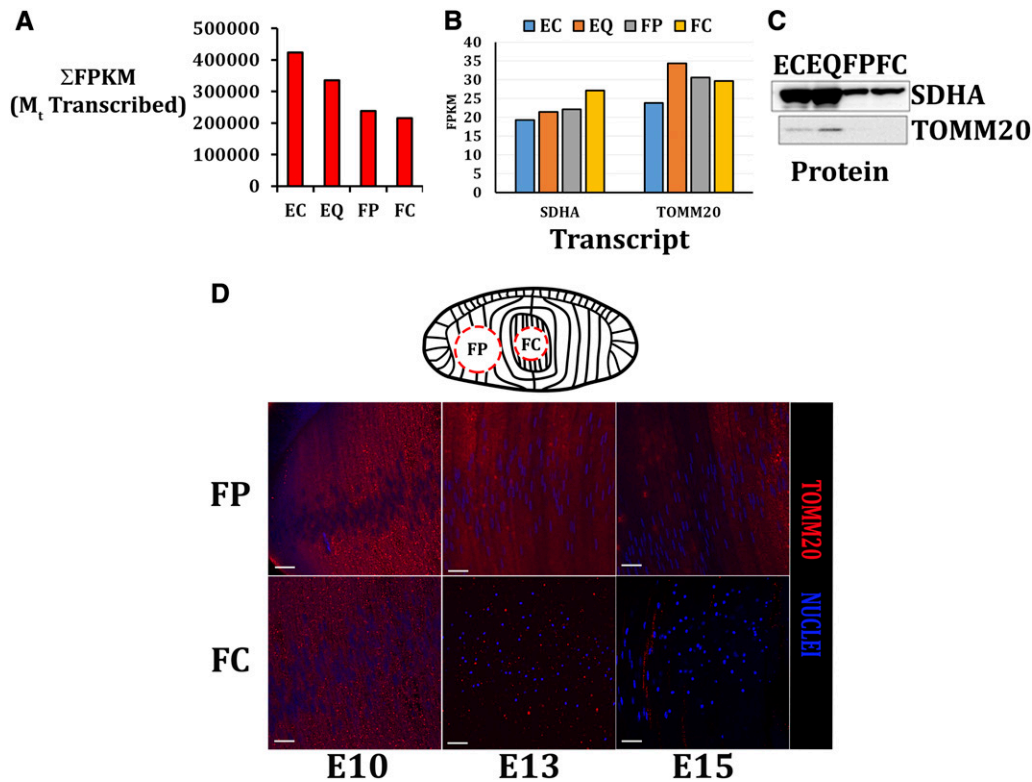 A
ΣFPKM
(Mt Transcribed)
500000
400000
300000
200000
100000
0
EC EQ FP FC
B
EC EQ FP FC
FPKM
40
35
30
25
20
15
10
5
0
SDHA TOMM20
Transcript
C
EC EQ FP FC
SDHA
TOMM20
Protein
D
FP FC
FP
FC
E10 E13 E15
TOMM20
NUCLEI